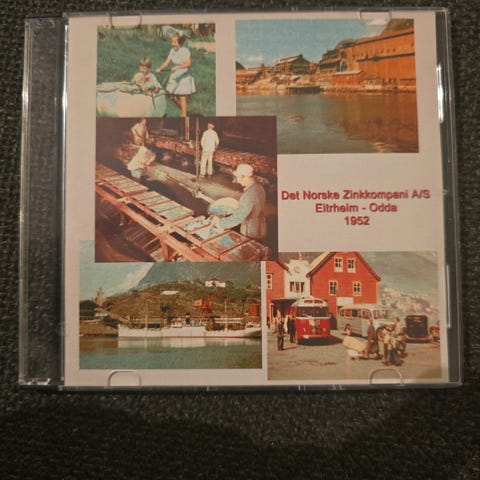 Det Norske Zinkkompani A/S
Eitrheim - Odda
1952